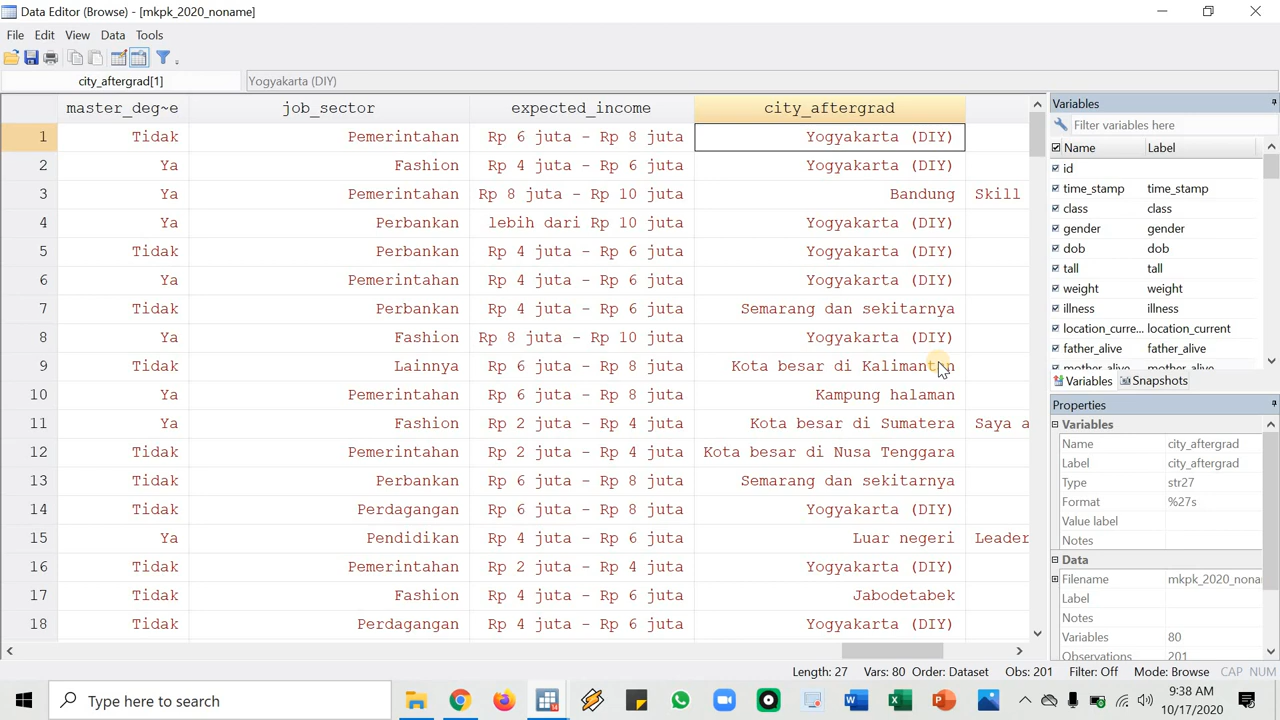 Data Editor (Browse) - [mkpk_2020_noname]
File Edit View Data Tools
city_aftergrad[1] Yogyakarta (DIY)
master_deg~e job_sector expected_income city_aftergrad
1 Tidak Pemerintahan Rp 6 juta - Rp 8 juta Yogyakarta (DIY)
2 Ya Fashion Rp 4 juta - Rp 6 juta Yogyakarta (DIY)
3 Ya Pemerintahan Rp 8 juta - Rp 10 juta Bandung Skill
4 Ya Perbankan lebih dari Rp 10 juta Yogyakarta (DIY)
5 Tidak Perbankan Rp 4 juta - Rp 6 juta Yogyakarta (DIY)
6 Ya Pemerintahan Rp 4 juta - Rp 6 juta Yogyakarta (DIY)
7 Tidak Perbankan Rp 4 juta - Rp 6 juta Semarang dan sekitarnya
8 Ya Fashion Rp 8 juta - Rp 10 juta Yogyakarta (DIY)
9 Tidak Lainnya Rp 6 juta - Rp 8 juta Kota besar di Kalimantan
10 Tidak Pemerintahan Rp 6 juta - Rp 8 juta Kampung halaman
11 Ya Fashion Rp 2 juta - Rp 4 juta Kota besar di Sumatera Saya a
12 Tidak Pemerintahan Rp 2 juta - Rp 4 juta Kota besar di Nusa Tenggara
13 Tidak Perbankan Rp 6 juta - Rp 8 juta Semarang dan sekitarnya
14 Tidak Perdagangan Rp 6 juta - Rp 8 juta Yogyakarta (DIY)
15 Ya Pendidikan Rp 4 juta - Rp 6 juta Luar negeri Leader
16 Tidak Pemerintahan Rp 2 juta - Rp 4 juta Yogyakarta (DIY)
17 Tidak Fashion Rp 4 juta - Rp 6 juta Jabodetabek
18 Tidak Perdagangan Rp 4 juta - Rp 6 juta Yogyakarta (DIY)
Variables
Filter variables here
Name Label
id
time_stamp time_stamp
class class
gender gender
dob dob
tall tall
weight weight
illness illness
location_curre... location_current
father_alive father_alive
mother_alive mother_alive
Variables Snapshots
Properties
Variables
Name city_aftergrad
Label city_aftergrad
Type str27
Format %27s
Value label
Notes
Data
Filename mkpk_2020_nona
Label
Notes
Variables 80
Observations 201
Length: 27 Vars: 80 Order: Dataset Obs: 201 Filter: Off Mode: Browse CAP NUM
Type here to search
9:38 AM
10/17/2020